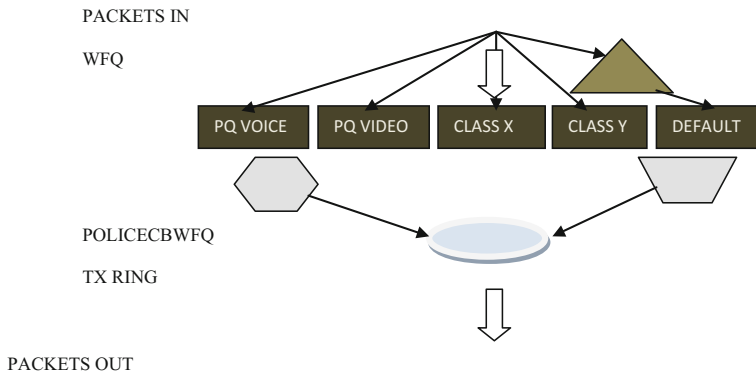 PACKETS IN
WFQ
PQ VOICE PQ VIDEO CLASS X CLASS Y DEFAULT
POLICECBWFQ
TX RING
PACKETS OUT